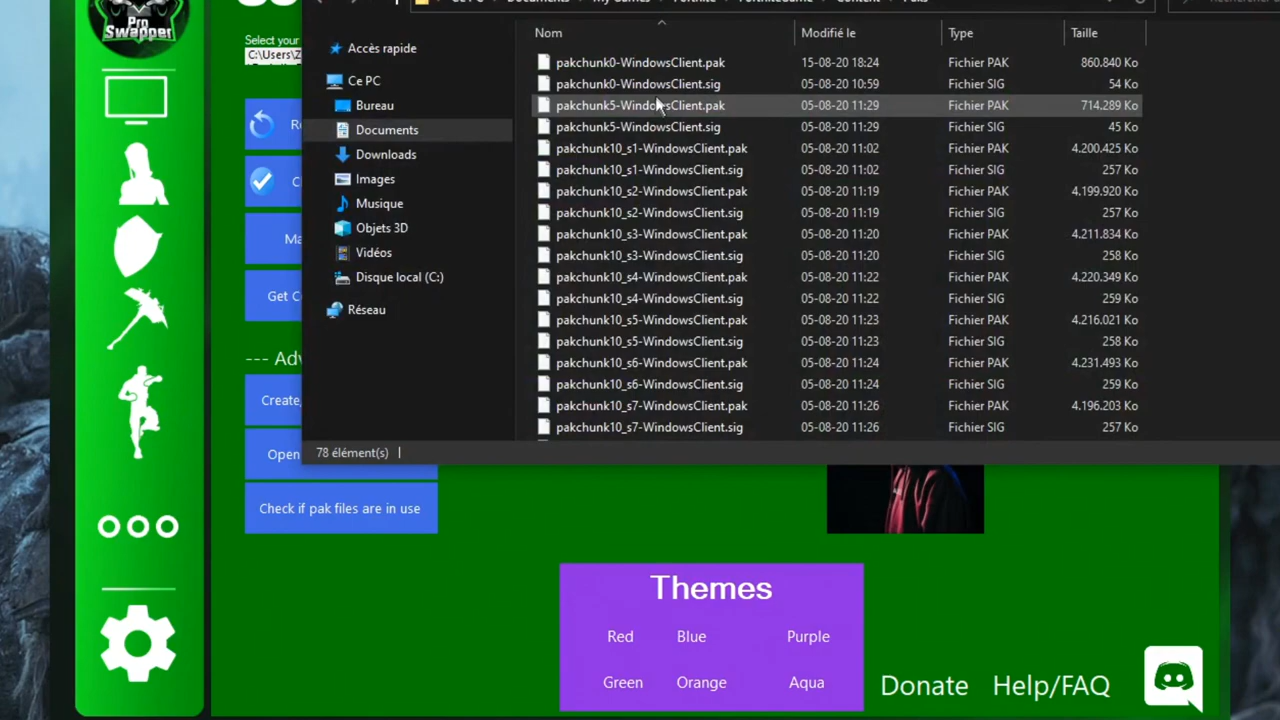 Pro
Swapper
Select your
C:\Users\Z
Nom Modifié le Type Taille
Accès rapide
Ce PC
Bureau
Documents
Downloads
Images
Musique
Objets 3D
Vidéos
Disque local (C:)
Réseau
pakchunk0-WindowsClient.pak 15-08-20 18:24 Fichier PAK 860.840 Ko
pakchunk0-WindowsClient.sig 05-08-20 10:59 Fichier SIG 54 Ko
pakchunk5-WindowsClient.pak 05-08-20 11:29 Fichier PAK 714.289 Ko
pakchunk5-WindowsClient.sig 05-08-20 11:29 Fichier SIG 45 Ko
pakchunk10_s1-WindowsClient.pak 05-08-20 11:02 Fichier PAK 4.200.425 Ko
pakchunk10_s1-WindowsClient.sig 05-08-20 11:02 Fichier SIG 257 Ko
pakchunk10_s2-WindowsClient.pak 05-08-20 11:19 Fichier PAK 4.199.920 Ko
pakchunk10_s2-WindowsClient.sig 05-08-20 11:19 Fichier SIG 257 Ko
pakchunk10_s3-WindowsClient.pak 05-08-20 11:20 Fichier PAK 4.211.834 Ko
pakchunk10_s3-WindowsClient.sig 05-08-20 11:20 Fichier SIG 258 Ko
pakchunk10_s4-WindowsClient.pak 05-08-20 11:22 Fichier PAK 4.220.349 Ko
pakchunk10_s4-WindowsClient.sig 05-08-20 11:22 Fichier SIG 259 Ko
pakchunk10_s5-WindowsClient.pak 05-08-20 11:23 Fichier PAK 4.216.021 Ko
pakchunk10_s5-WindowsClient.sig 05-08-20 11:23 Fichier SIG 258 Ko
pakchunk10_s6-WindowsClient.pak 05-08-20 11:24 Fichier PAK 4.231.493 Ko
pakchunk10_s6-WindowsClient.sig 05-08-20 11:24 Fichier SIG 259 Ko
pakchunk10_s7-WindowsClient.pak 05-08-20 11:26 Fichier PAK 4.196.203 Ko
pakchunk10_s7-WindowsClient.sig 05-08-20 11:26 Fichier SIG 257 Ko
78 élément(s)
Re
C
Ma
Get C
--- Adv
Create,
Open
Check if pak files are in use
Themes
Red Blue Purple
Green Orange Aqua
Donate Help/FAQ